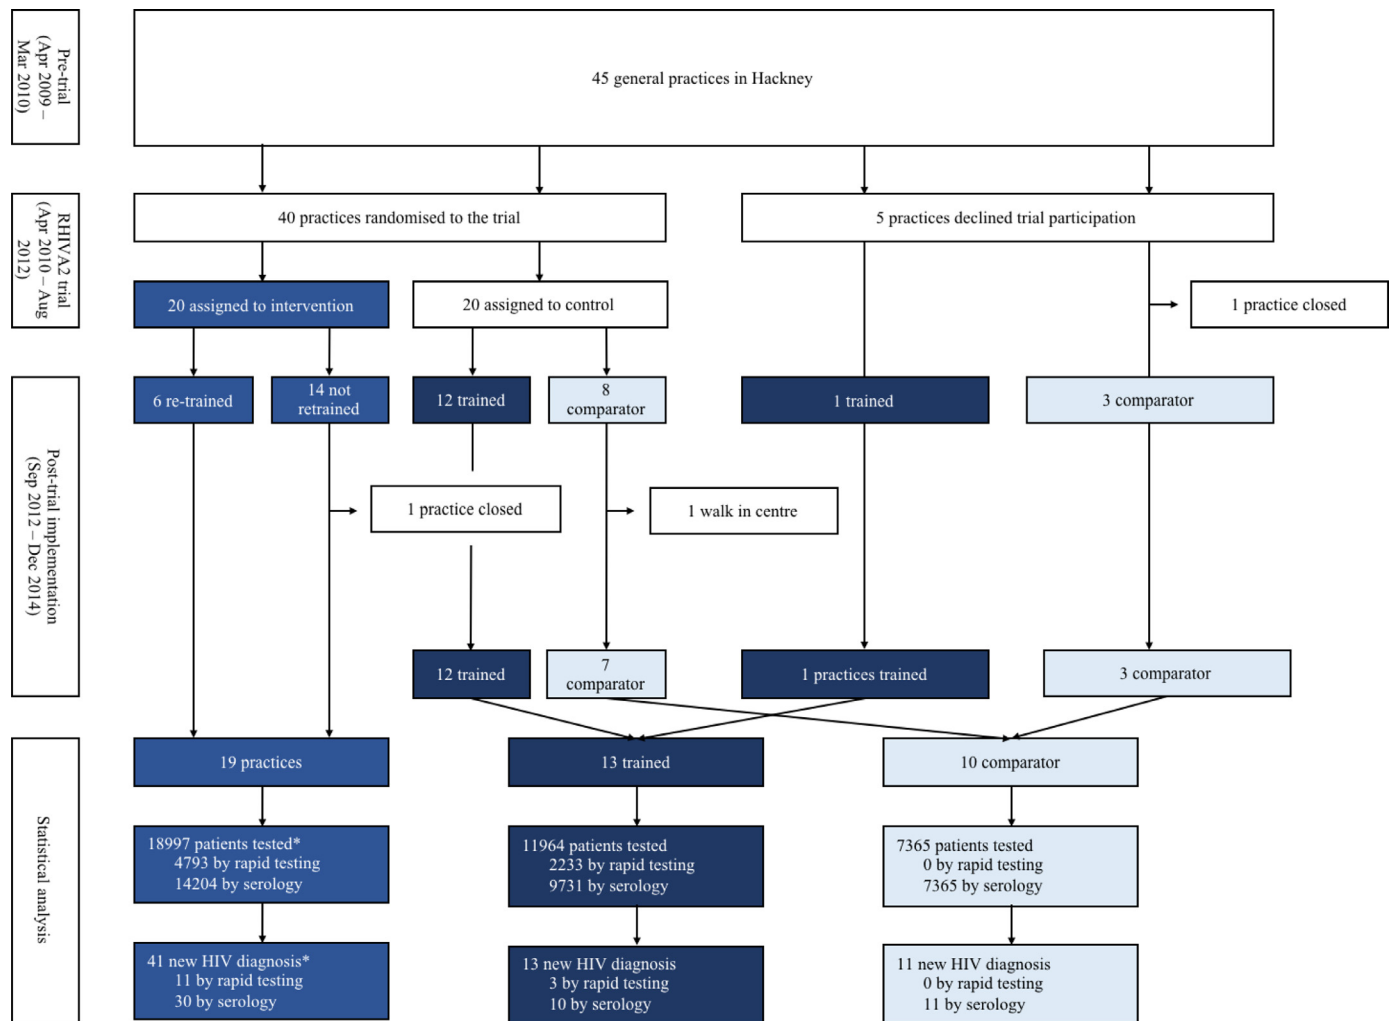 Pre-trial
(Apr 2009 –
Mar 2010)
45 general practices in Hackney
RHIVA2 trial
(Apr 2010 – Aug
2012)
40 practices randomised to the trial
5 practices declined trial participation
20 assigned to intervention
20 assigned to control
1 practice closed
Post-trial implementation
(Sep 2012 – Dec 2014)
6 re-trained
14 not
retrained
12 trained
8
comparator
1 trained
3 comparator
1 practice closed
1 walk in centre
12 trained
7
comparator
1 practices trained
3 comparator
Statistical analysis
19 practices
13 trained
10 comparator
18997 patients tested*
4793 by rapid testing
14204 by serology
11964 patients tested
2233 by rapid testing
9731 by serology
7365 patients tested
0 by rapid testing
7365 by serology
41 new HIV diagnosis*
11 by rapid testing
30 by serology
13 new HIV diagnosis
3 by rapid testing
10 by serology
11 new HIV diagnosis
0 by rapid testing
11 by serology